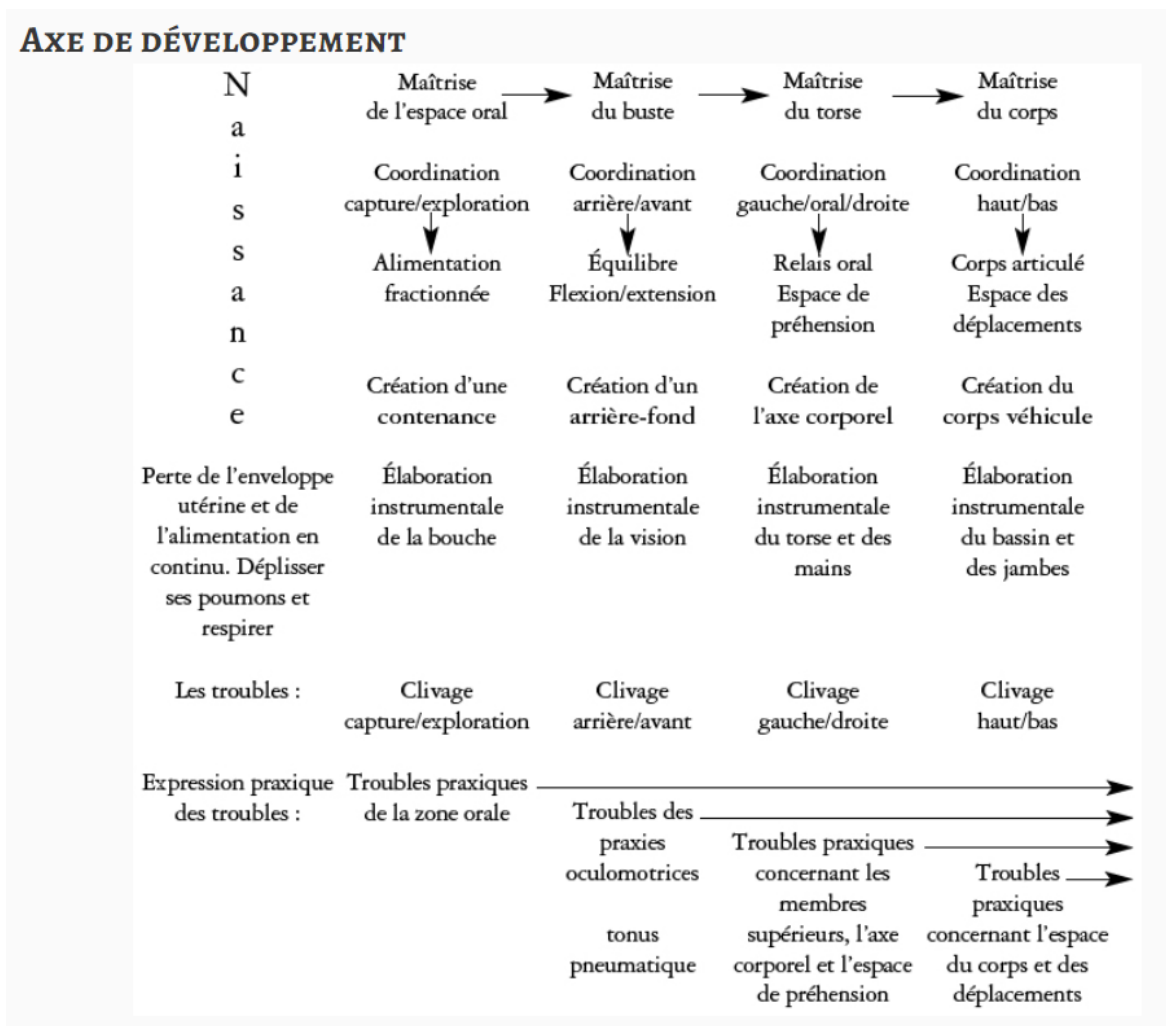 Axe de développement
Naissance
Maîtrise Maîtrise Maîtrise Maîtrise
de l'espace oral du buste du torse du corps
Coordination Coordination Coordination Coordination
capture/exploration arrière/avant gauche/oral/droite haut/bas
Alimentation Équilibre Relais oral Corps articulé
fractionnée Flexion/extension Espace de Espace des
préhension déplacements
Création d'une Création d'un Création de Création du
contenance arrière-fond l'axe corporel corps véhicule
Perte de l'enveloppe Élaboration Élaboration Élaboration Élaboration
utérine et de instrumentale instrumentale instrumentale instrumentale
l'alimentation en de la bouche de la vision du torse et des du bassin et
continu. Déplisser mains des jambes
ses poumons et
respirer
Les troubles : Clivage Clivage Clivage Clivage
capture/exploration arrière/avant gauche/droite haut/bas
Expression praxique Troubles praxiques
des troubles : de la zone orale Troubles des
praxies Troubles praxiques
oculomotrices concernant les Troubles
membres praxiques
tonus supérieurs, l'axe concernant l'espace
pneumatique corporel et l'espace du corps et des
de préhension déplacements